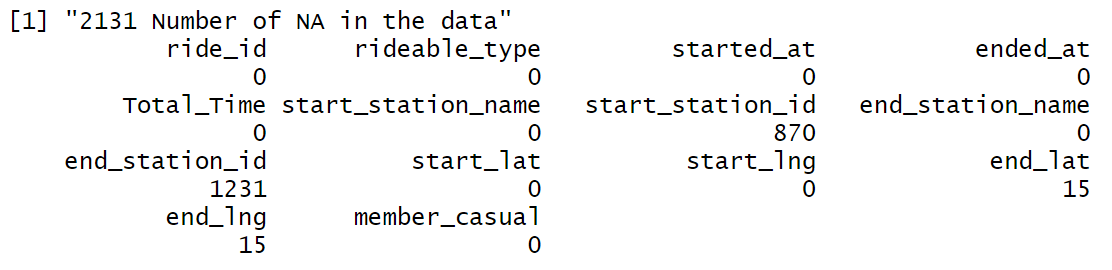 [1] "2131 Number of NA in the data"
ride_id rideable_type started_at ended_at
0 0 0 0
Total_Time start_station_name start_station_id end_station_name
0 0 870 0
end_station_id start_lat start_lng end_lat
1231 0 0 15
end_lng member_casual
15 0